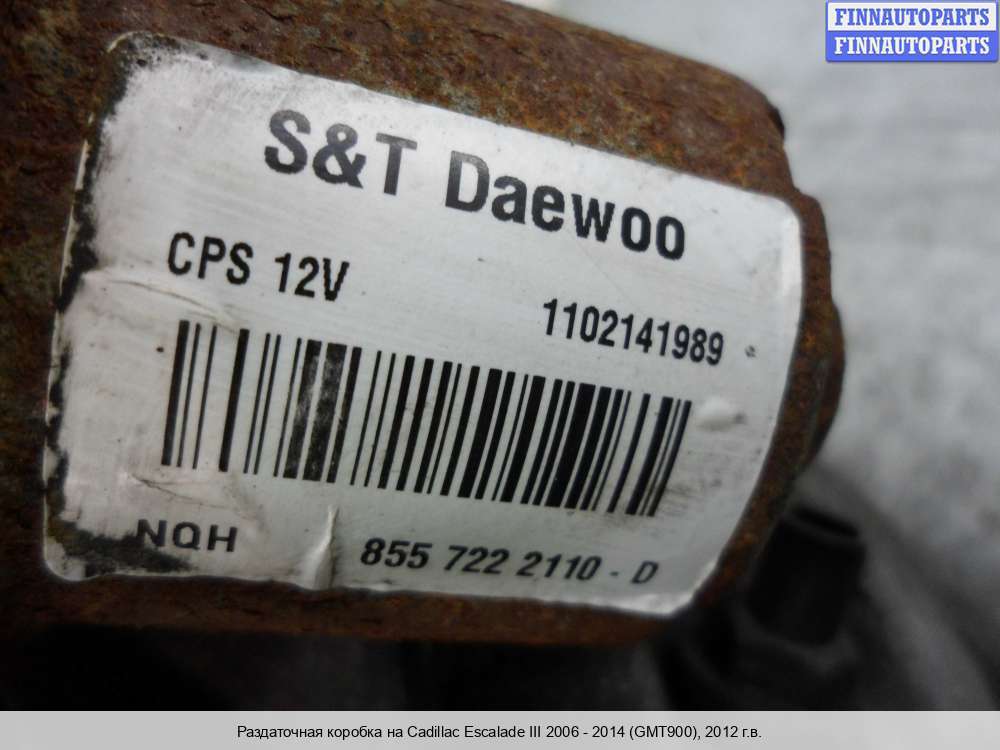 FINNAUTOPARTS
FINNAUTOPARTS
S&T Daewoo
CPS 12V
1102141989
NQH
855 722 2110 - D
Раздаточная коробка на Cadillac Escalade III 2006 - 2014 (GMT900), 2012 г.в.